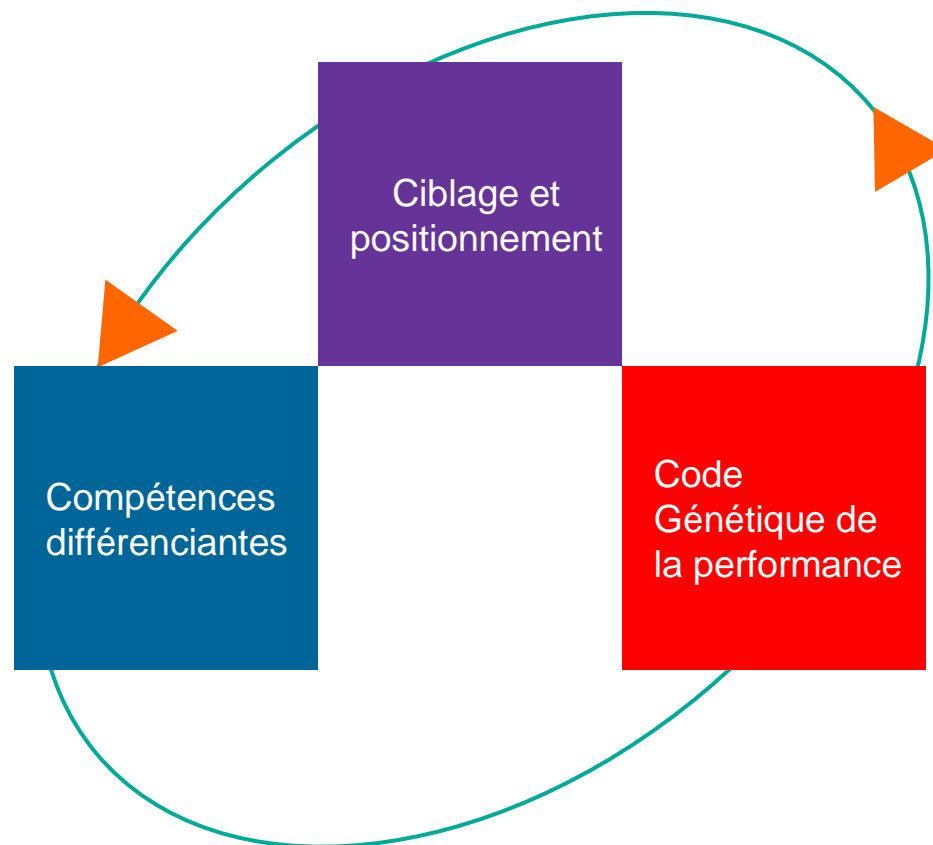 Ciblage et
positionnement
Compétences
différenciantes
Code
Génétique de
la performance